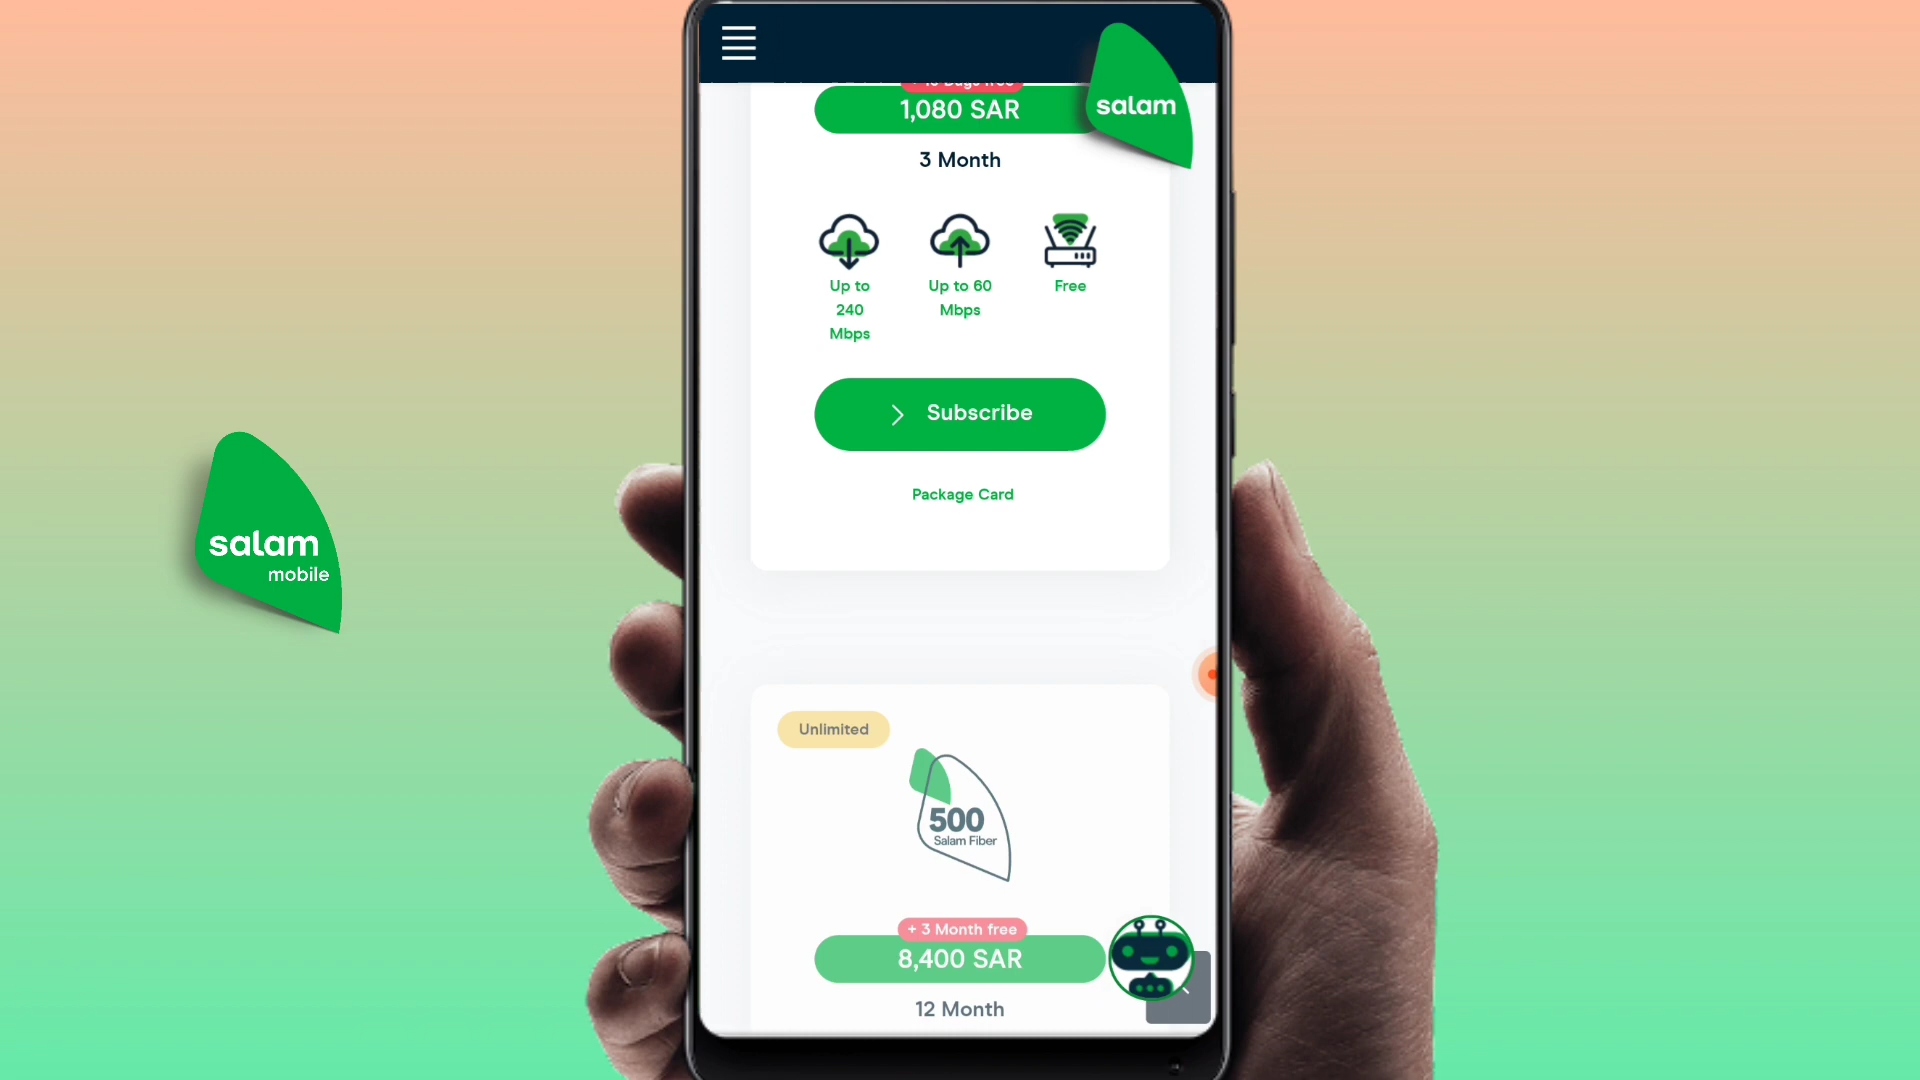 1,080 SAR
salam
3 Month
Up to
240
Mbps
Up to 60
Mbps
Free
Subscribe
Package Card
salam
mobile
Unlimited
500
Salam Fiber
+ 3 Month free
8,400 SAR
12 Month